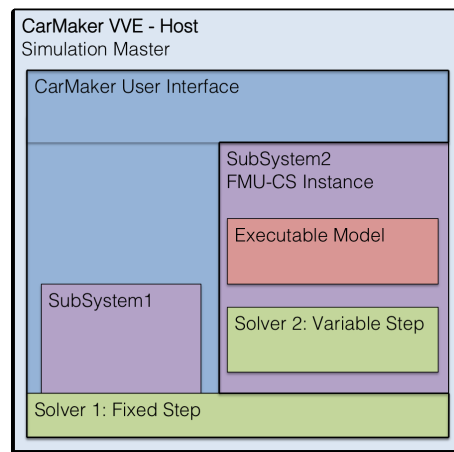 CarMaker VVE - Host
Simulation Master
CarMaker User Interface
SubSystem2
FMU-CS Instance
Executable Model
SubSystem1
Solver 2: Variable Step
Solver 1: Fixed Step